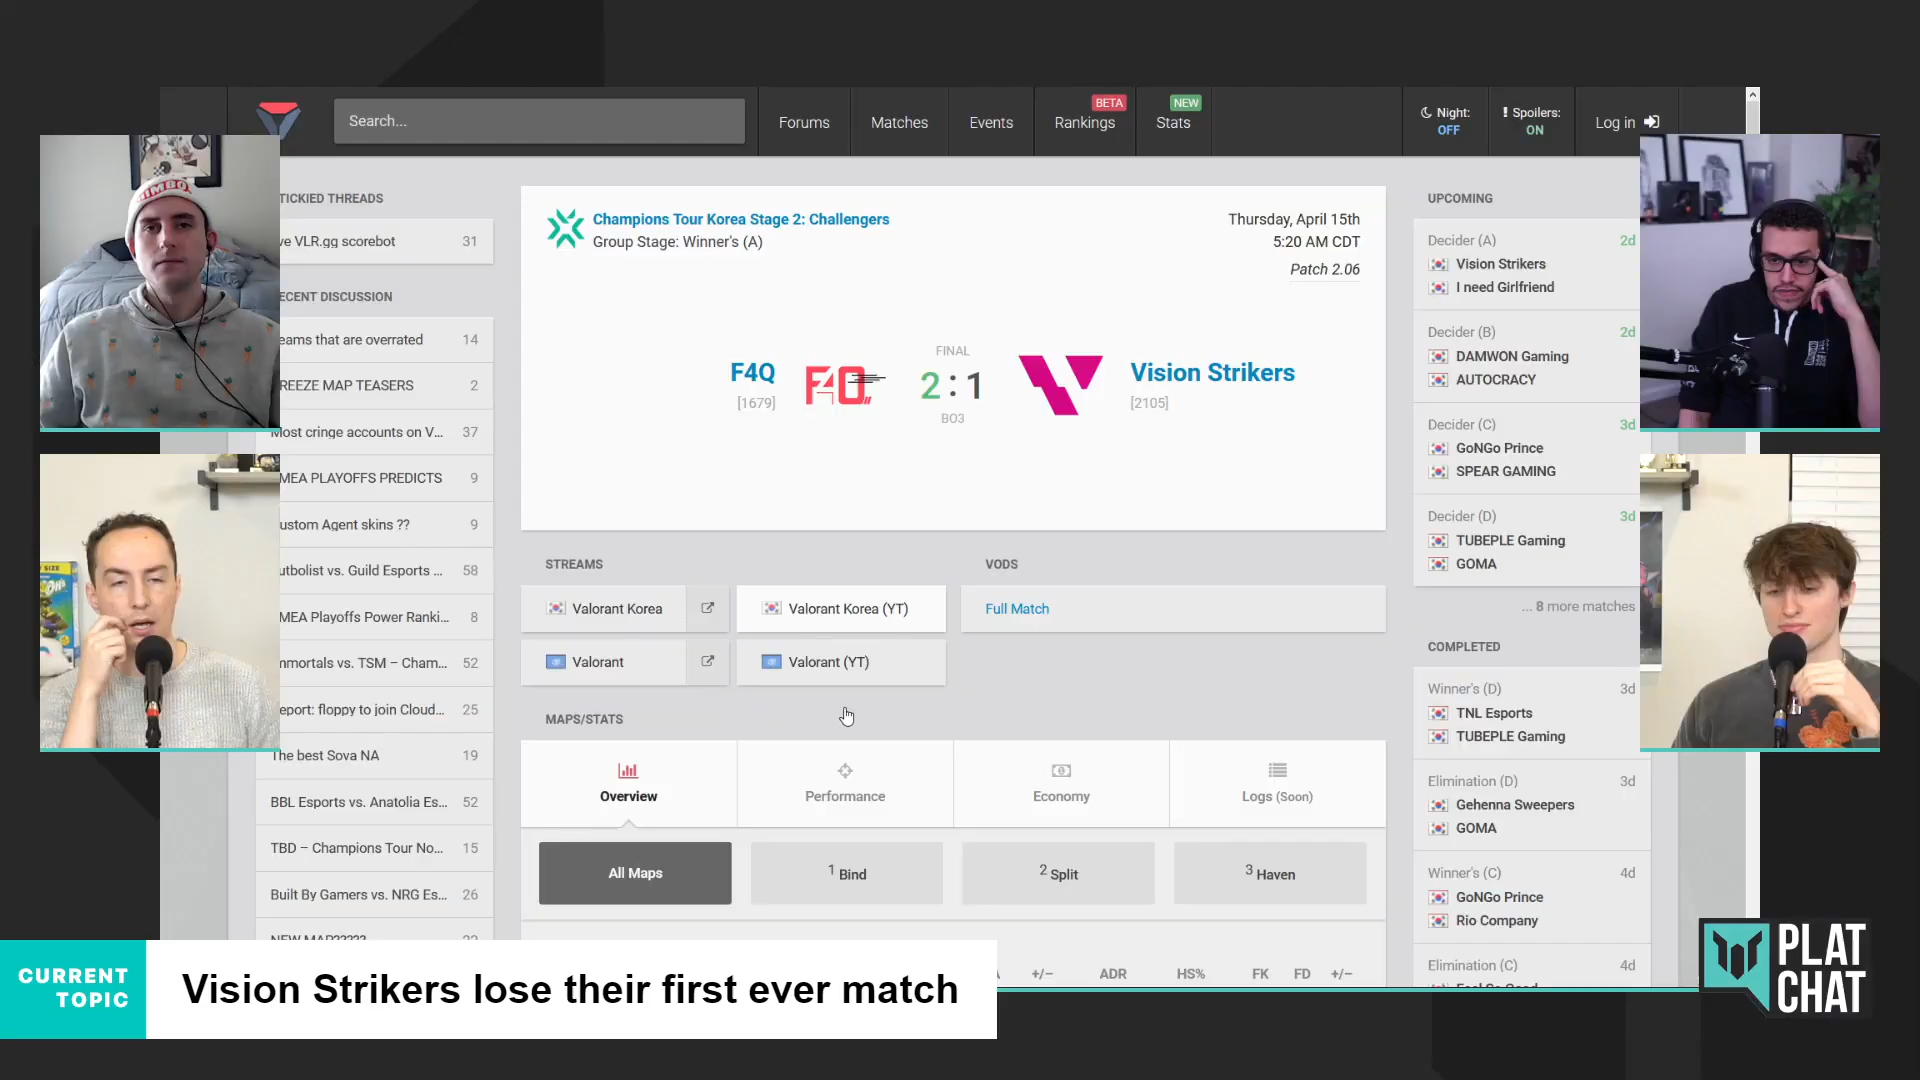 Search...
Forums
Matches
Events
BETA
Rankings
NEW
Stats
Night:
OFF
! Spoilers:
ON
Log in
TICKIED THREADS
ve VLR.gg scorebot 31
ECENT DISCUSSION
eams that are overrated 14
REEZE MAP TEASERS 2
Most cringe accounts on V... 37
MEA PLAYOFFS PREDICTS 9
ustom Agent skins ?? 9
utbolist vs. Guild Esports ... 58
MEA Playoffs Power Ranki... 8
mmortals vs. TSM – Cham... 52
eport: floppy to join Cloud... 25
The best Sova NA 19
BBL Esports vs. Anatolia Es... 52
TBD – Champions Tour No... 15
Built By Gamers vs. NRG Es... 26
Champions Tour Korea Stage 2: Challengers
Group Stage: Winner's (A)
Thursday, April 15th
5:20 AM CDT
Patch 2.06
F4Q
[1679]
F4Q
FINAL
2 : 1
BO3
Vision Strikers
[2105]
STREAMS
Valorant Korea
Valorant Korea (YT)
Valorant
Valorant (YT)
VODS
Full Match
MAPS/STATS
Overview
Performance
Economy
Logs (Soon)
All Maps
1 Bind
2 Split
3 Haven
+/– ADR HS% FK FD +/–
UPCOMING
Decider (A) 2d
Vision Strikers
I need Girlfriend
Decider (B) 2d
DAMWON Gaming
AUTOCRACY
Decider (C) 3d
GoNGo Prince
SPEAR GAMING
Decider (D) 3d
TUBEPLE Gaming
GOMA
... 8 more matches
COMPLETED
Winner's (D) 3d
TNL Esports
TUBEPLE Gaming
Elimination (D) 3d
Gehenna Sweepers
GOMA
Winner's (C) 4d
GoNGo Prince
Rio Company
Elimination (C) 4d
CURRENT
TOPIC
Vision Strikers lose their first ever match
PLAT
CHAT